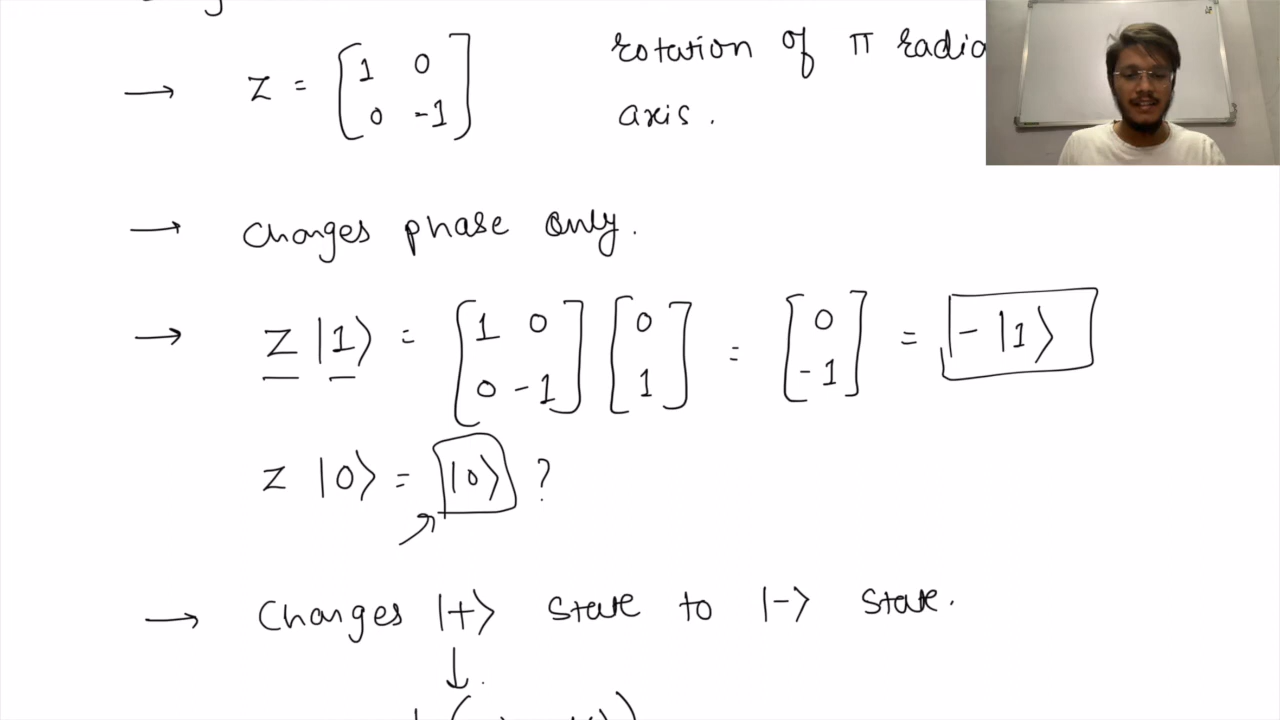 → Z = [1 0; 0 -1] rotation of π radia
axis.
→ Changes phase only.
→ Z |1⟩ = [1 0; 0 -1] [0; 1] = [0; -1] = -|1⟩
Z |0⟩ = |0⟩ ?
→ Changes |+⟩ state to |-⟩ state.
↓